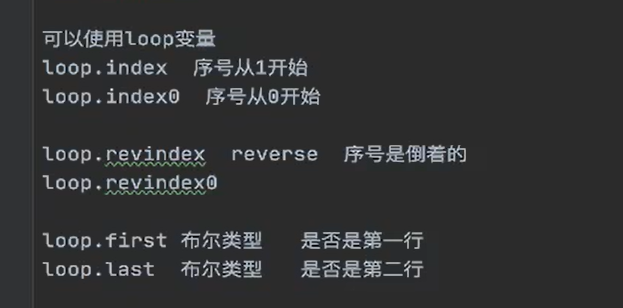 可以使用loop变量
loop.index  序号从1开始
loop.index0  序号从0开始
loop.revindex  reverse  序号是倒着的
loop.revindex0
loop.first 布尔类型   是否是第一行
loop.last  布尔类型   是否是第二行